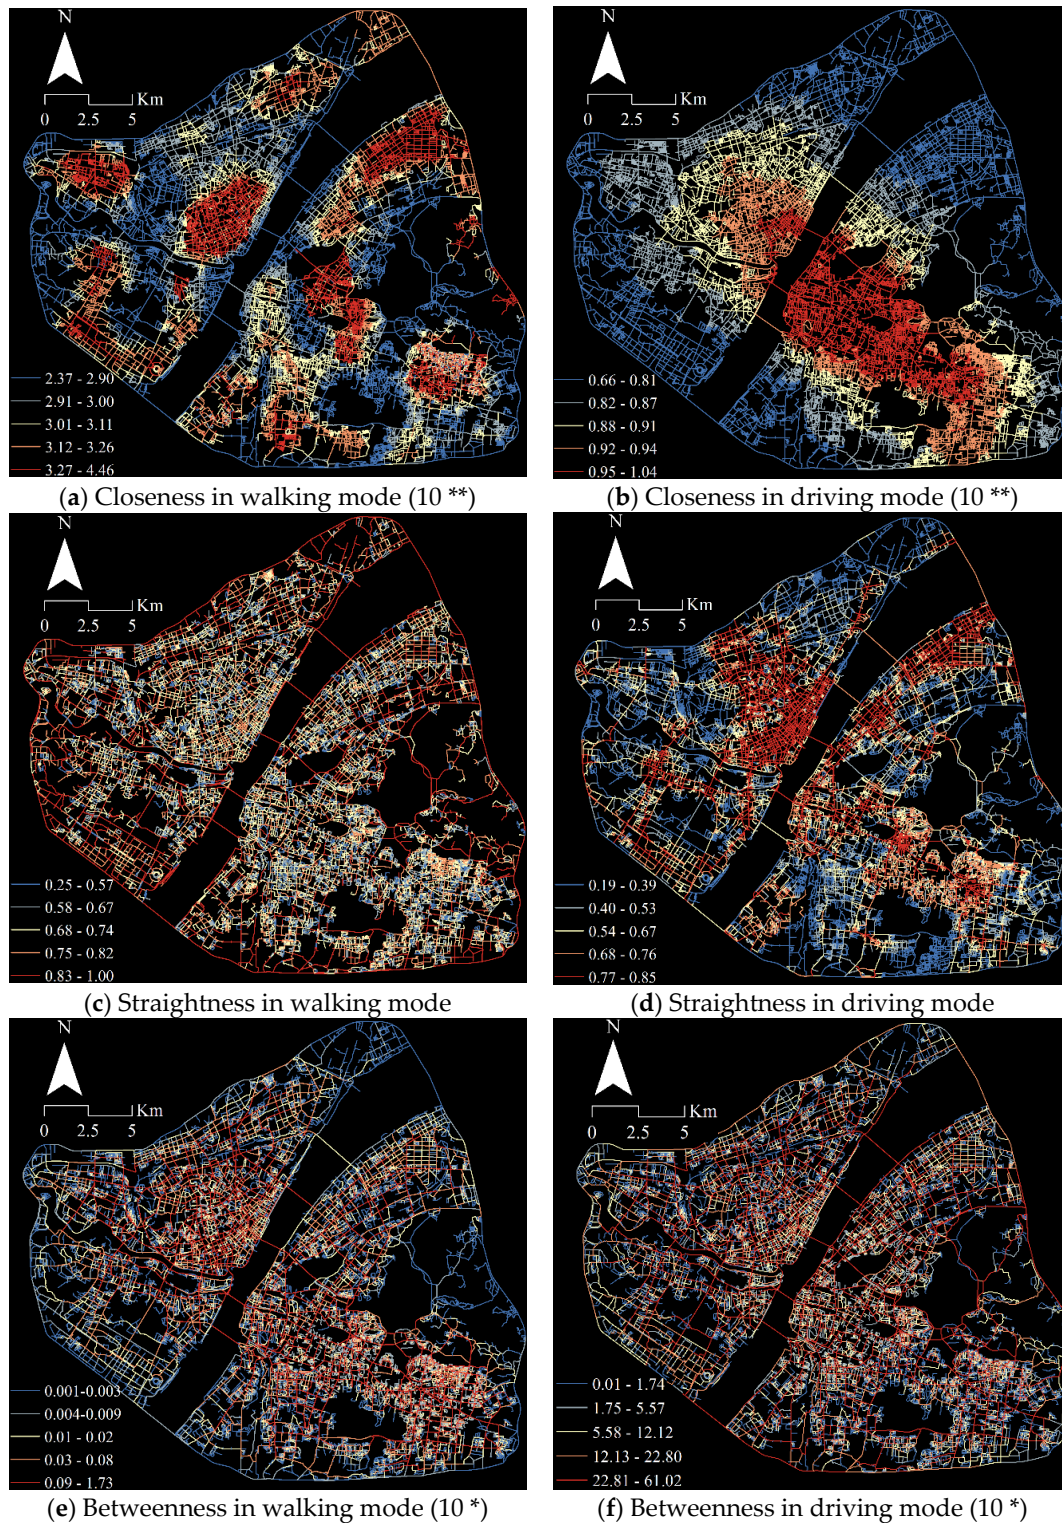 N
Km
0 2.5 5
2.37 - 2.90
2.91 - 3.00
3.01 - 3.11
3.12 - 3.26
3.27 - 4.46
(a) Closeness in walking mode (10 **)
N
Km
0 2.5 5
0.66 - 0.81
0.82 - 0.87
0.88 - 0.91
0.92 - 0.94
0.95 - 1.04
(b) Closeness in driving mode (10 **)
N
Km
0 2.5 5
0.25 - 0.57
0.58 - 0.67
0.68 - 0.74
0.75 - 0.82
0.83 - 1.00
(c) Straightness in walking mode
N
Km
0 2.5 5
0.19 - 0.39
0.40 - 0.53
0.54 - 0.67
0.68 - 0.76
0.77 - 0.85
(d) Straightness in driving mode
N
Km
0 2.5 5
0.001-0.003
0.004-0.009
0.01 - 0.02
0.03 - 0.08
0.09 - 1.73
(e) Betweenness in walking mode (10 *)
N
Km
0 2.5 5
0.01 - 1.74
1.75 - 5.57
5.58 - 12.12
12.13 - 22.80
22.81 - 61.02
(f) Betweenness in driving mode (10 *)